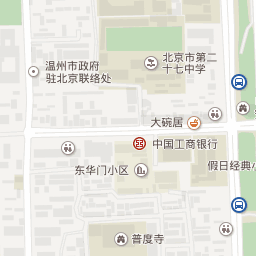 北京市第二
十七中学
温州市政府
驻北京联络处
大碗居
中国工商银行
东华门小区
假日经典小
普度寺